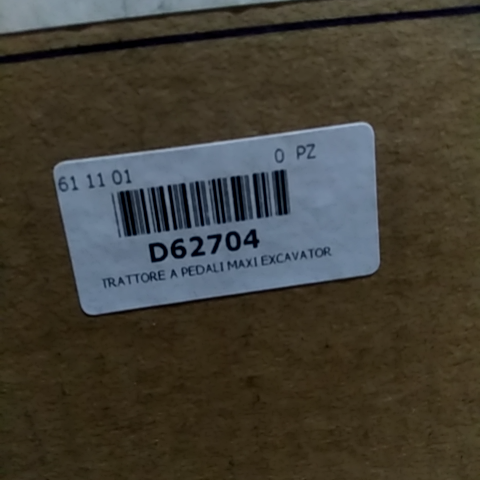 61 11 01 0 PZ
D62704
TRATTORE A PEDALI MAXI EXCAVATOR